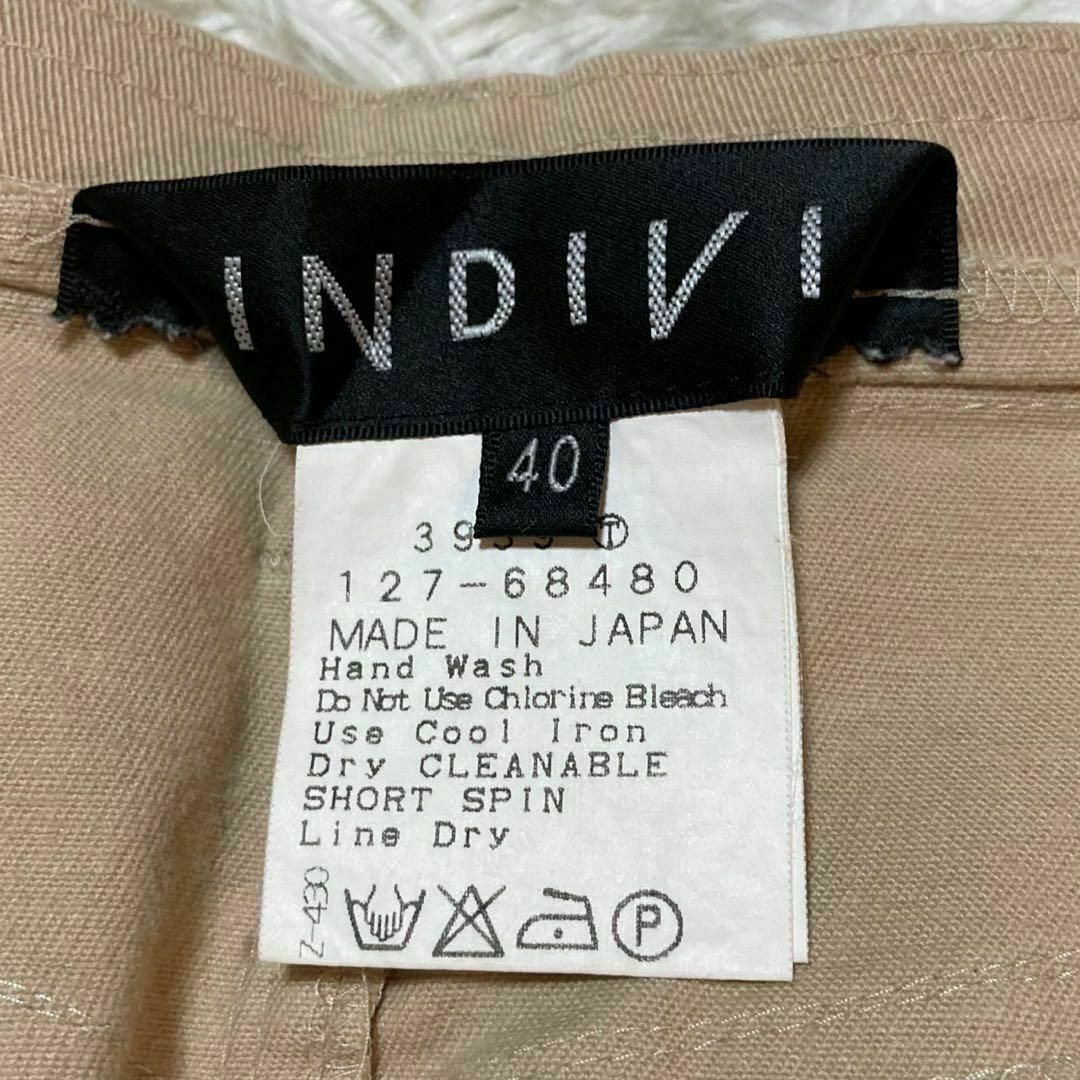 INDIVI
40
127-68480
MADE IN JAPAN
Hand Wash
Do Not Use Chlorine Bleach
Use Cool Iron
Dry CLEANABLE
SHORT SPIN
Line Dry
Z-430
P